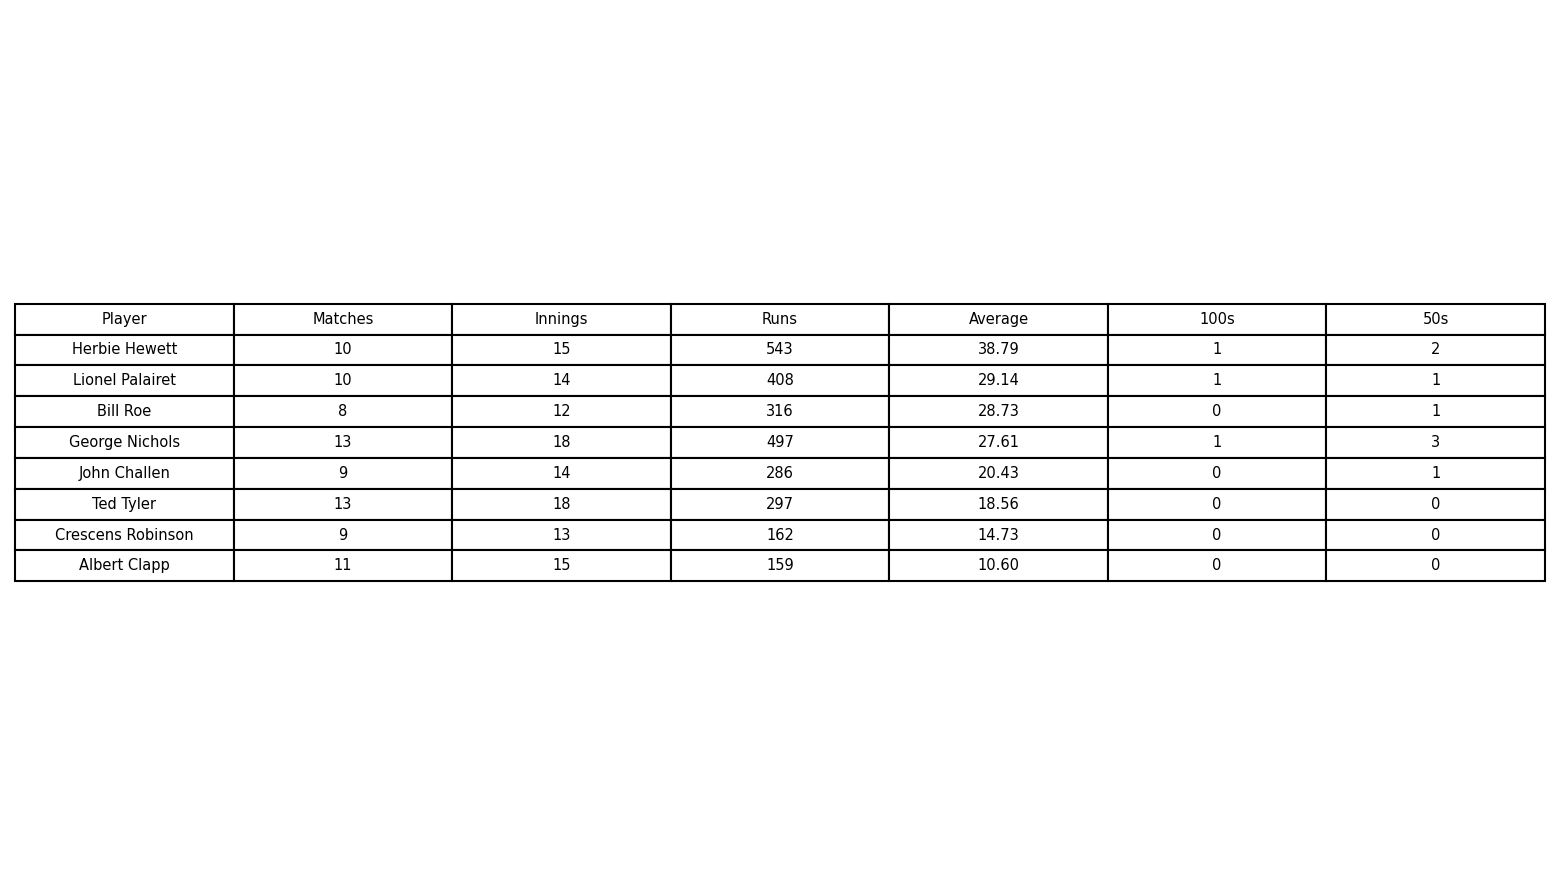 Player Matches Innings Runs Average 100s 50s
Herbie Hewett 10 15 543 38.79 1 2
Lionel Palairet 10 14 408 29.14 1 1
Bill Roe 8 12 316 28.73 0 1
George Nichols 13 18 497 27.61 1 3
John Challen 9 14 286 20.43 0 1
Ted Tyler 13 18 297 18.56 0 0
Crescens Robinson 9 13 162 14.73 0 0
Albert Clapp 11 15 159 10.60 0 0